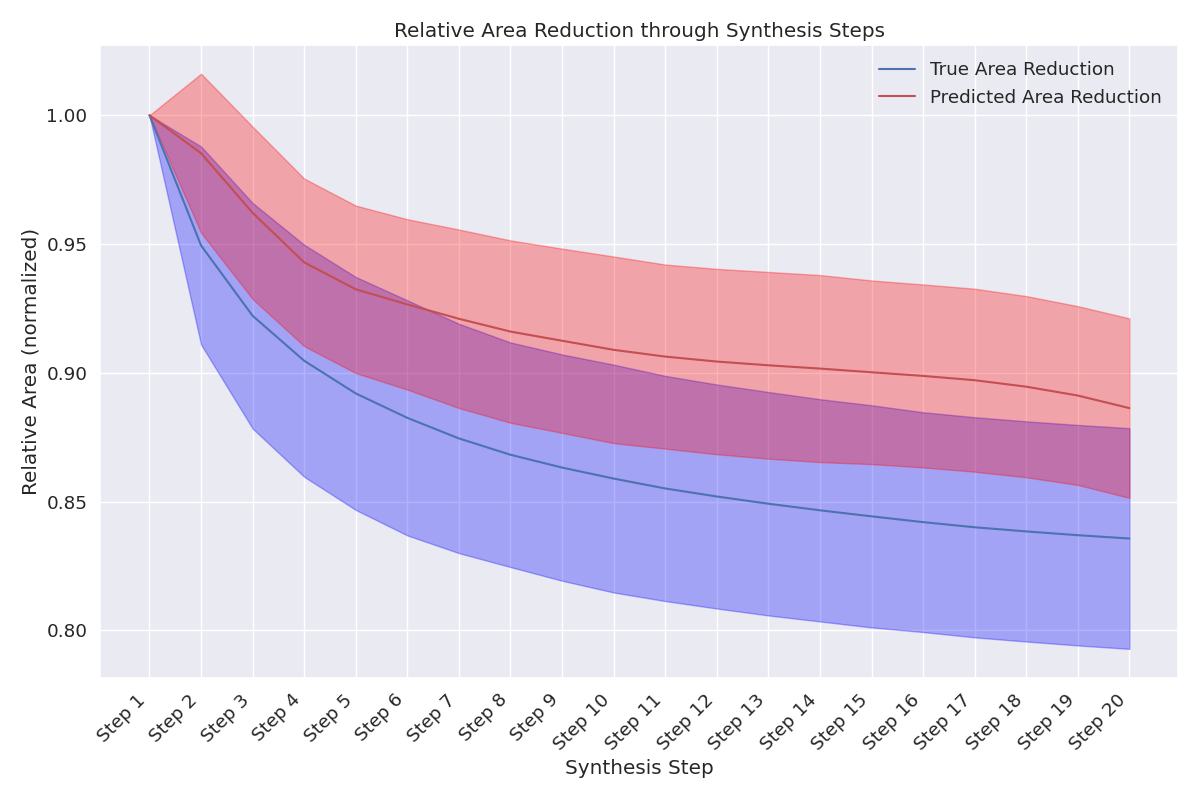 Relative Area Reduction through Synthesis Steps
True Area Reduction
Predicted Area Reduction
Relative Area (normalized)
1.00
0.95
0.90
0.85
0.80
Step 1
Step 2
Step 3
Step 4
Step 5
Step 6
Step 7
Step 8
Step 9
Step 10
Step 11
Step 12
Step 13
Step 14
Step 15
Step 16
Step 17
Step 18
Step 19
Step 20
Synthesis Step